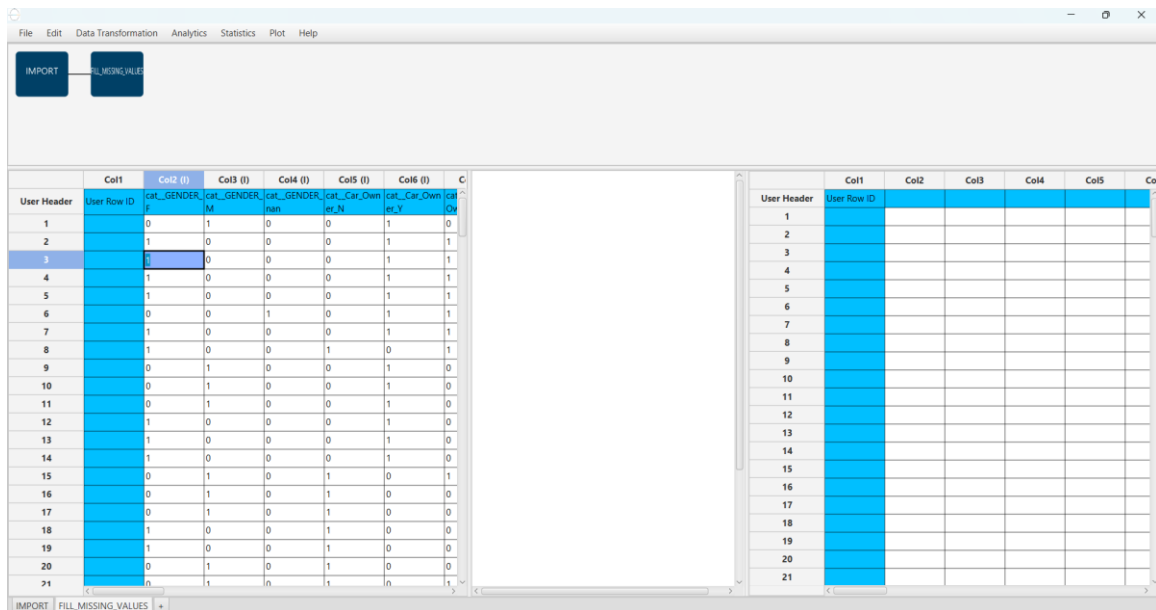 File Edit Data Transformation Analytics Statistics Plot Help
IMPORT FILL_MISSING_VALUES
Col1 Col2 (I) Col3 (I) Col4 (I) Col5 (I) Col6 (I) C
User Header User Row ID cat__GENDER_F cat__GENDER_M cat__GENDER_nan cat__Car_Owner_N cat__Car_Owner_Y cat Ov
1 0 1 0 0 1 0
2 1 0 0 0 1 1
3 1 0 0 0 1 1
4 1 0 0 0 1 1
5 1 0 0 0 1 1
6 0 0 1 0 1 1
7 1 0 0 0 1 1
8 1 0 0 1 0 1
9 0 1 0 0 1 0
10 0 1 0 0 1 0
11 0 1 0 0 1 0
12 1 0 0 0 1 0
13 1 0 0 0 1 0
14 1 0 0 0 1 0
15 0 1 0 1 0 1
16 0 1 0 1 0 0
17 0 1 0 1 0 0
18 1 0 0 1 0 0
19 1 0 0 1 0 0
20 0 1 0 1 0 0
21 0 1 0 1 0 1
Col1 Col2 Col3 Col4 Col5 Co
User Header User Row ID
1
2
3
4
5
6
7
8
9
10
11
12
13
14
15
16
17
18
19
20
21
IMPORT FILL_MISSING_VALUES +